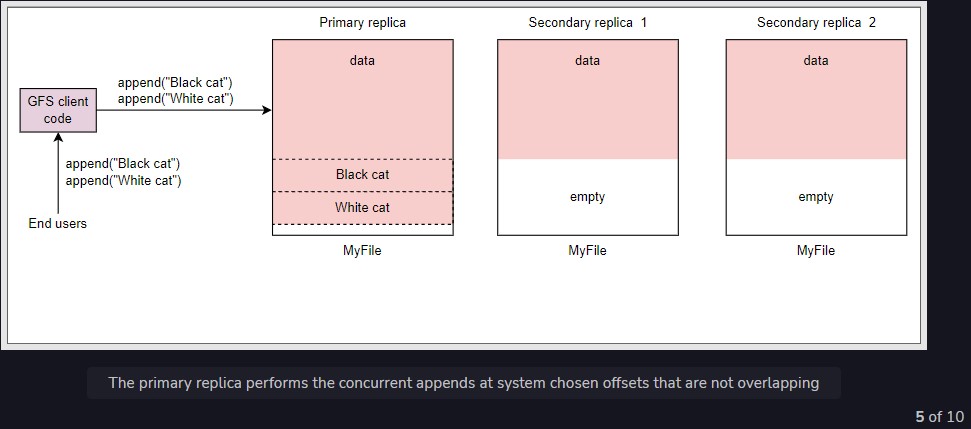 Primary replica
Secondary replica 1
Secondary replica 2
data
data
data
append("Black cat")
append("White cat")
GFS client
code
append("Black cat")
append("White cat")
End users
Black cat
White cat
empty
empty
MyFile
MyFile
MyFile
The primary replica performs the concurrent appends at system chosen offsets that are not overlapping
5 of 10